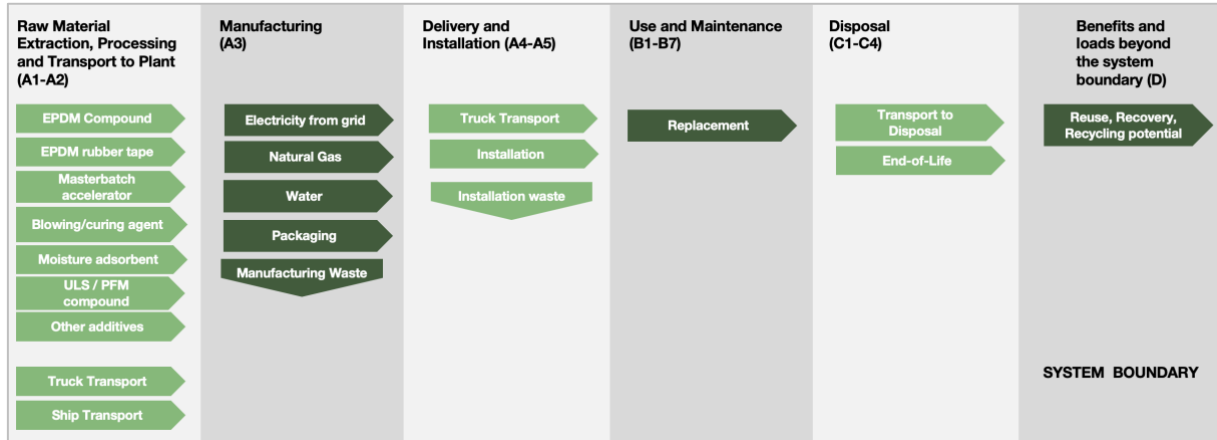 Raw Material
Extraction, Processing
and Transport to Plant
(A1-A2)
EPDM Compound
EPDM rubber tape
Masterbatch
accelerator
Blowing/curing agent
Moisture adsorbent
ULS / PFM
compound
Other additives
Truck Transport
Ship Transport
Manufacturing
(A3)
Electricity from grid
Natural Gas
Water
Packaging
Manufacturing Waste
Delivery and
Installation (A4-A5)
Truck Transport
Installation
Installation waste
Use and Maintenance
(B1-B7)
Replacement
Disposal
(C1-C4)
Transport to
Disposal
End-of-Life
Benefits and
loads beyond
the system
boundary (D)
Reuse, Recovery,
Recycling potential
SYSTEM BOUNDARY